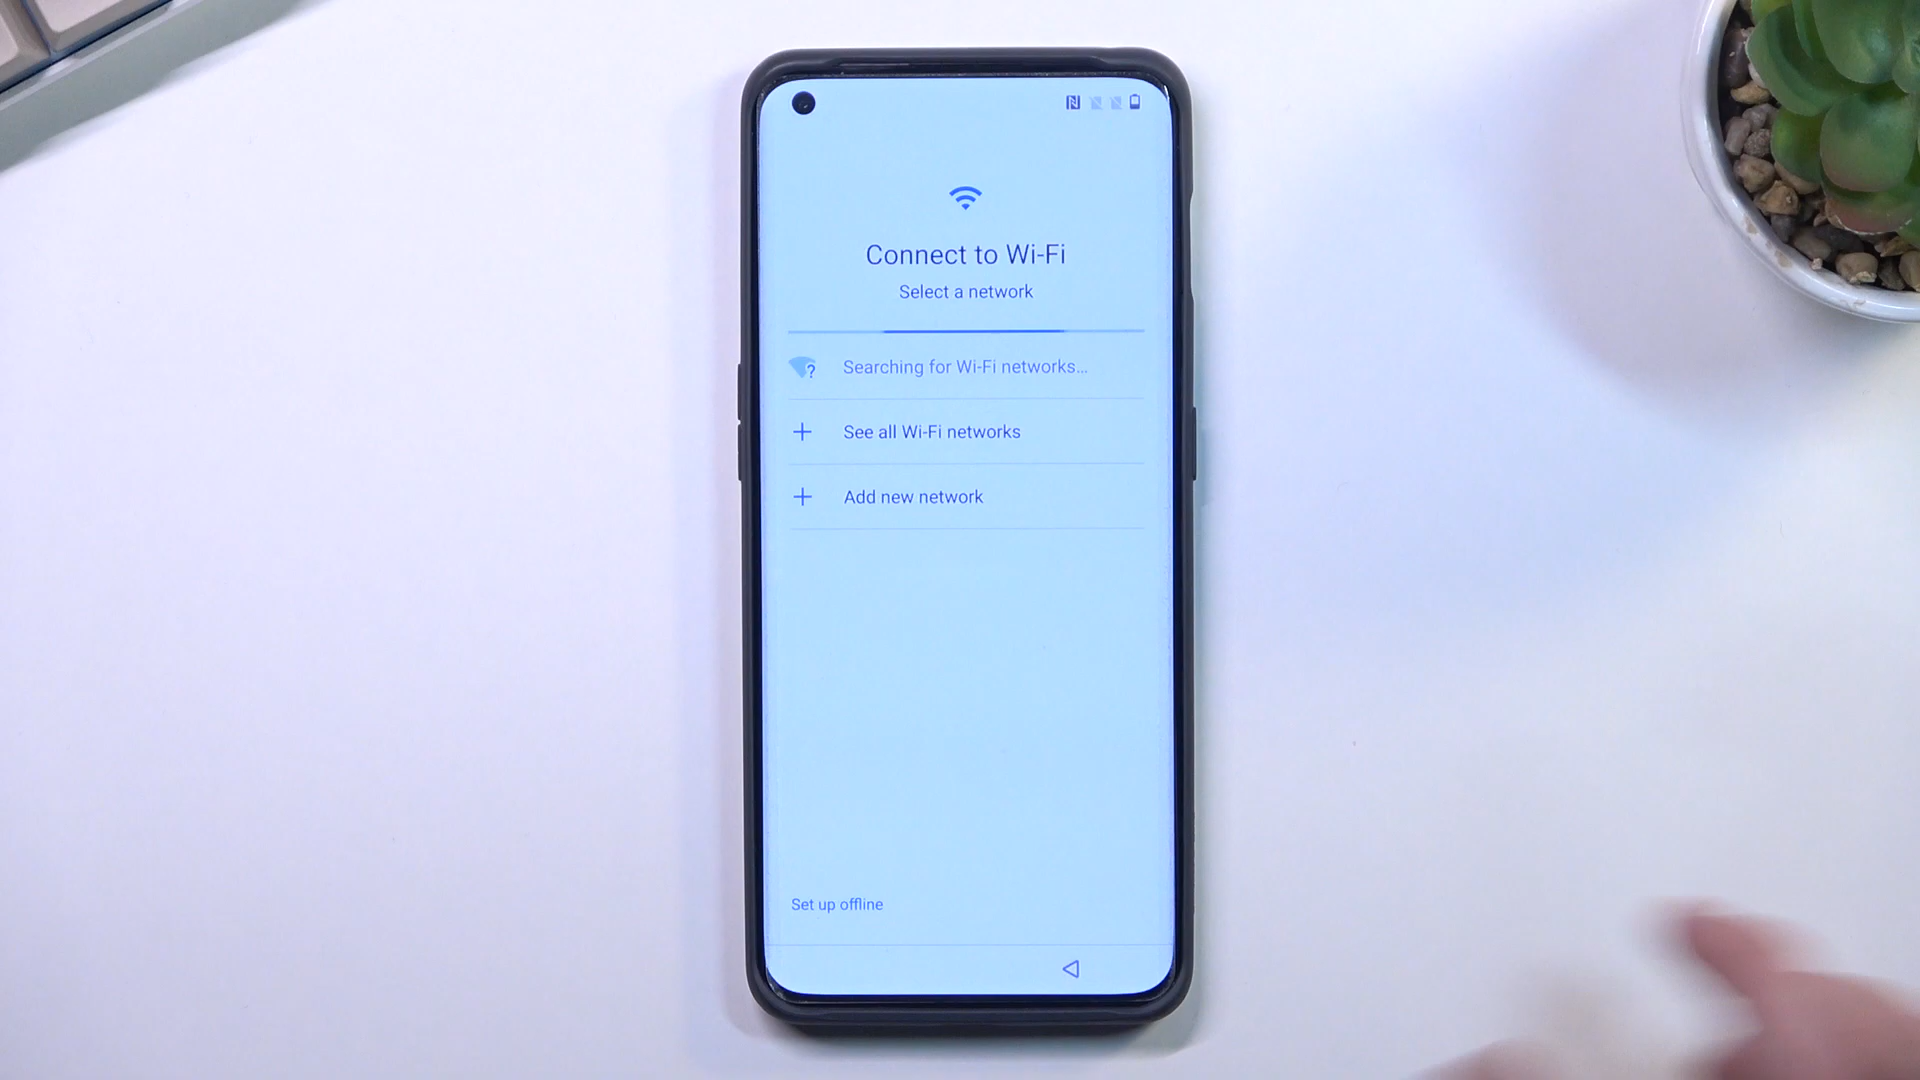 Connect to Wi-Fi
Select a network
Searching for Wi-Fi networks…
See all Wi-Fi networks
Add new network
Set up offline